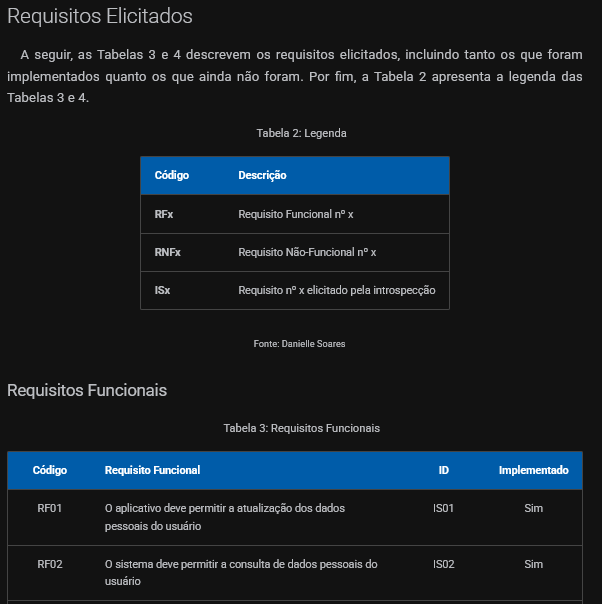 Requisitos Elicitados
A seguir, as Tabelas 3 e 4 descrevem os requisitos elicitados, incluindo tanto os que foram
implementados quanto os que ainda não foram. Por fim, a Tabela 2 apresenta a legenda das
Tabelas 3 e 4.
Tabela 2: Legenda
Código Descrição
RFx Requisito Funcional nº x
RNFx Requisito Não-Funcional nº x
ISx Requisito nº x elicitado pela introspecção
Fonte: Danielle Soares
Requisitos Funcionais
Tabela 3: Requisitos Funcionais
Código Requisito Funcional ID Implementado
RF01 O aplicativo deve permitir a atualização dos dados IS01 Sim
pessoais do usuário
RF02 O sistema deve permitir a consulta de dados pessoais do IS02 Sim
usuário